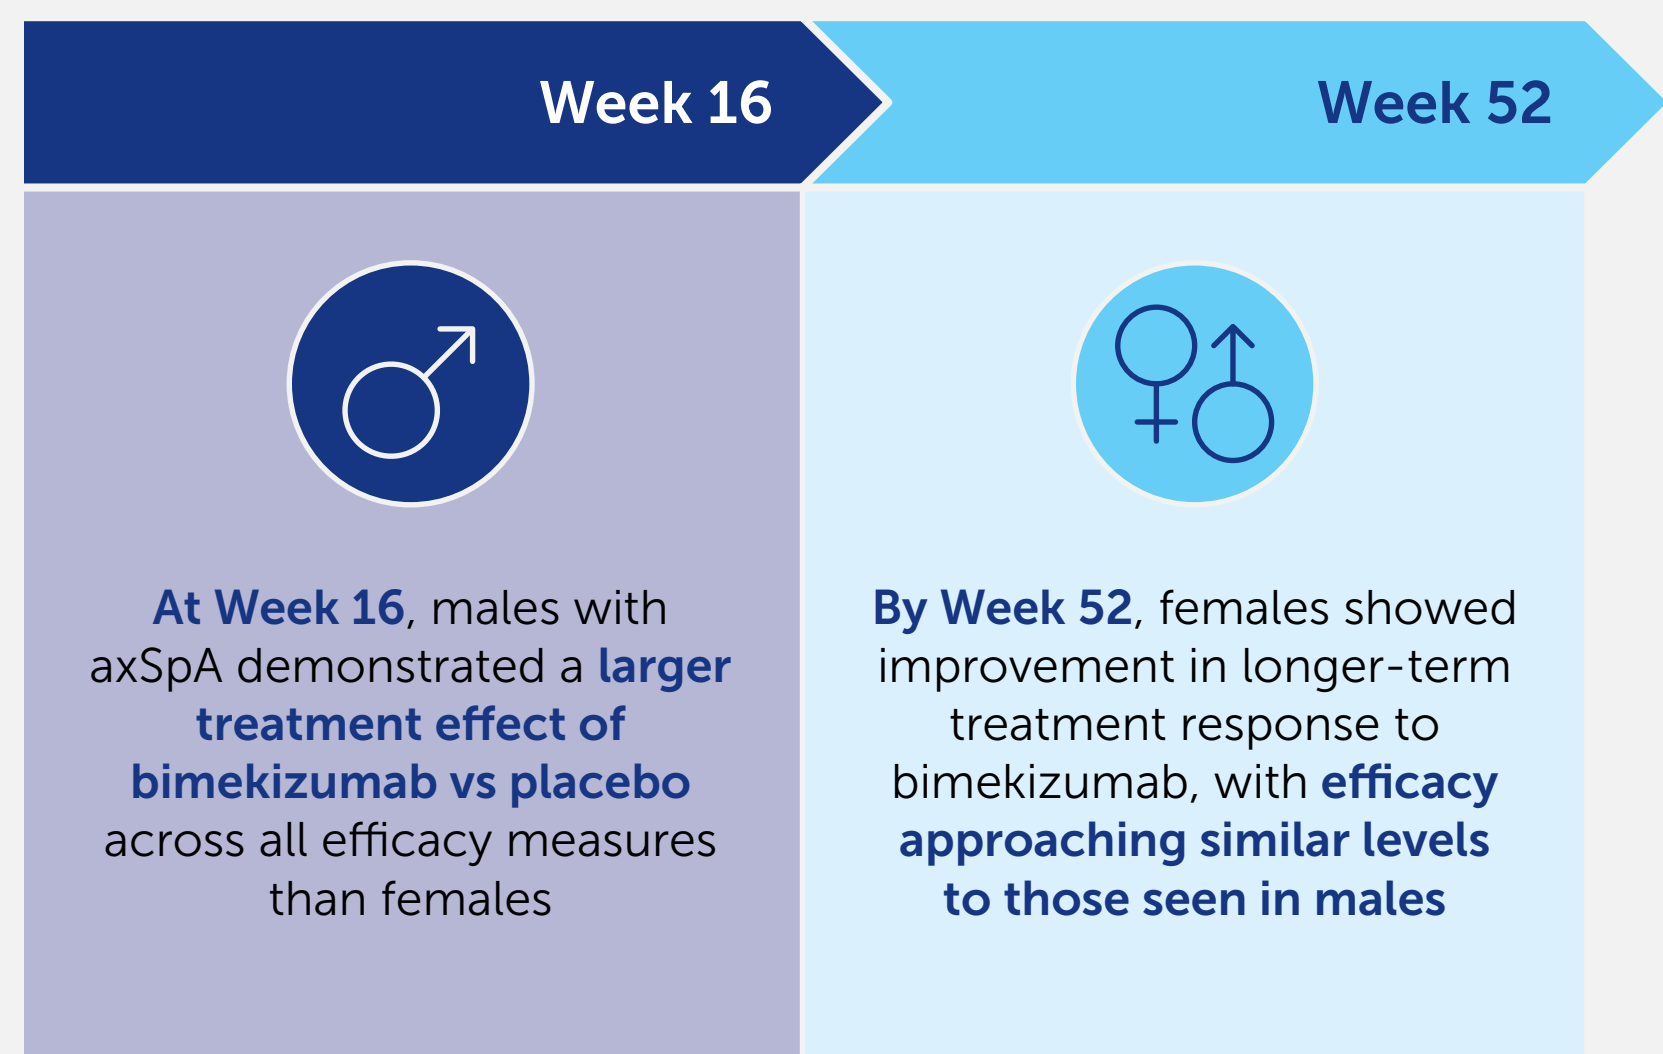 Week 16
Week 52
At Week 16, males with
axSpA demonstrated a larger
treatment effect of
bimekizumab vs placebo
across all efficacy measures
than females
By Week 52, females showed
improvement in longer-term
treatment response to
bimekizumab, with efficacy
approaching similar levels
to those seen in males